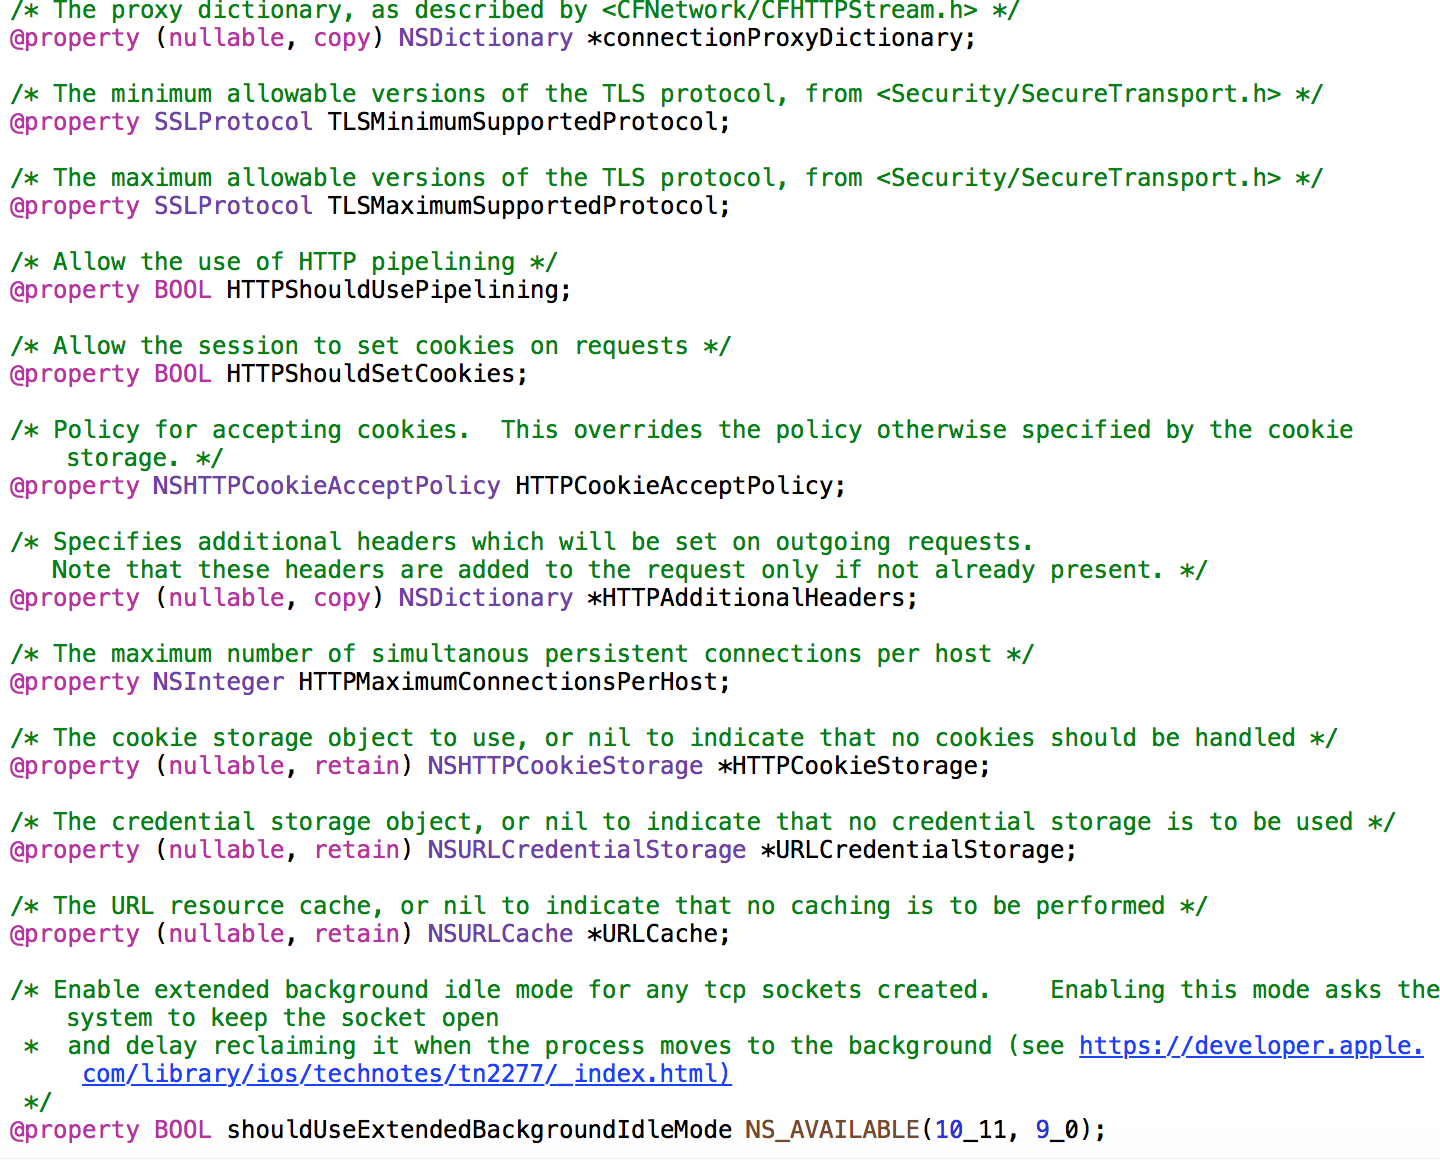 /* The proxy dictionary, as described by <CFNetwork/CFHTTPStream.h> */
@property (nullable, copy) NSDictionary *connectionProxyDictionary;
/* The minimum allowable versions of the TLS protocol, from <Security/SecureTransport.h> */
@property SSLProtocol TLSMinimumSupportedProtocol;
/* The maximum allowable versions of the TLS protocol, from <Security/SecureTransport.h> */
@property SSLProtocol TLSMaximumSupportedProtocol;
/* Allow the use of HTTP pipelining */
@property BOOL HTTPShouldUsePipelining;
/* Allow the session to set cookies on requests */
@property BOOL HTTPShouldSetCookies;
/* Policy for accepting cookies.  This overrides the policy otherwise specified by the cookie
storage. */
@property NSHTTPCookieAcceptPolicy HTTPCookieAcceptPolicy;
/* Specifies additional headers which will be set on outgoing requests.
Note that these headers are added to the request only if not already present. */
@property (nullable, copy) NSDictionary *HTTPAdditionalHeaders;
/* The maximum number of simultanous persistent connections per host */
@property NSInteger HTTPMaximumConnectionsPerHost;
/* The cookie storage object to use, or nil to indicate that no cookies should be handled */
@property (nullable, retain) NSHTTPCookieStorage *HTTPCookieStorage;
/* The credential storage object, or nil to indicate that no credential storage is to be used */
@property (nullable, retain) NSURLCredentialStorage *URLCredentialStorage;
/* The URL resource cache, or nil to indicate that no caching is to be performed */
@property (nullable, retain) NSURLCache *URLCache;
/* Enable extended background idle mode for any tcp sockets created.    Enabling this mode asks the
system to keep the socket open
*  and delay reclaiming it when the process moves to the background (see https://developer.apple.
com/library/ios/technotes/tn2277/_index.html)
*/
@property BOOL shouldUseExtendedBackgroundIdleMode NS_AVAILABLE(10_11, 9_0);